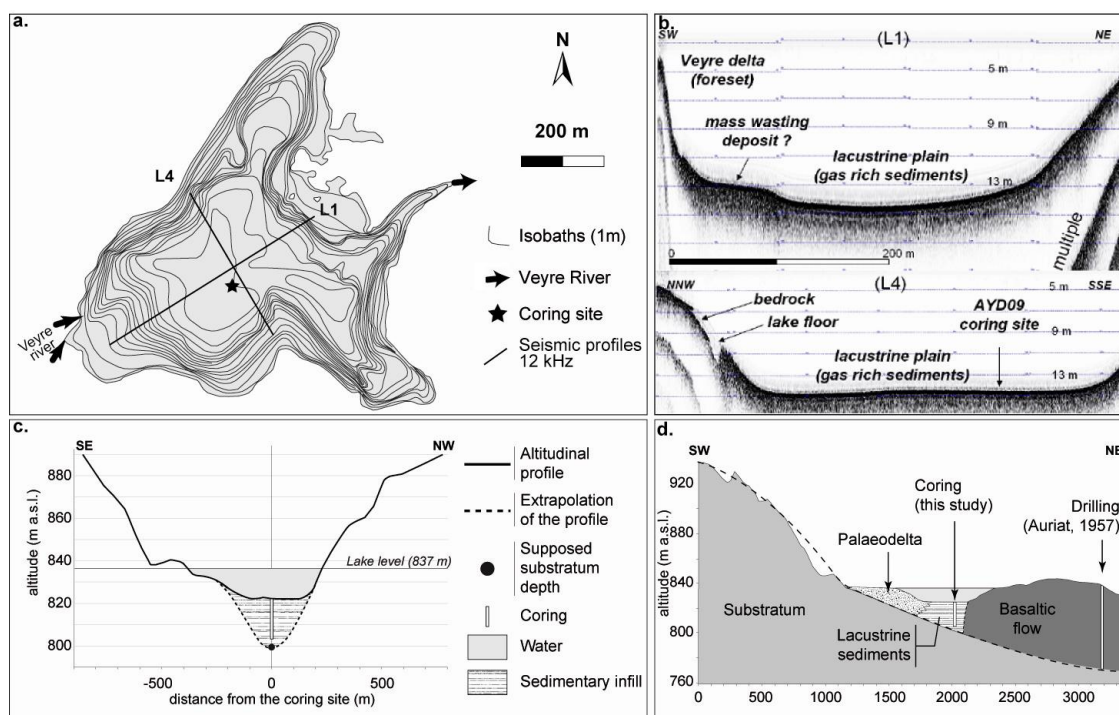 a.
N
200 m
L4
L1
Isobaths (1m)
Veyre River
Coring site
Seismic profiles
12 kHz
Veyre
river
b.
SW
(L1)
NE
Veyre delta
(foreset)
5 m
9 m
mass wasting
deposit ?
lacustrine plain
(gas rich sediments)
13 m
multiple
0
200 m
NNW
(L4)
5 m
SSE
bedrock
AYD09
coring site
lake floor
9 m
lacustrine plain
(gas rich sediments)
13 m
c.
SE
NW
880
860
840
820
800
altitude (m a.s.l.)
Lake level (837 m)
-500
0
500
distance from the coring site (m)
Altitudinal
profile
Extrapolation
of the profile
Supposed
substratum
depth
Coring
Water
Sedimentary infill
d.
SW
NE
920
880
840
800
760
altitude (m a.s.l.)
Coring
(this study)
Drilling
(Auriat, 1957)
Palaeodelta
Substratum
Basaltic
flow
Lacustrine
sediments
0
500
1000
1500
2000
2500
3000